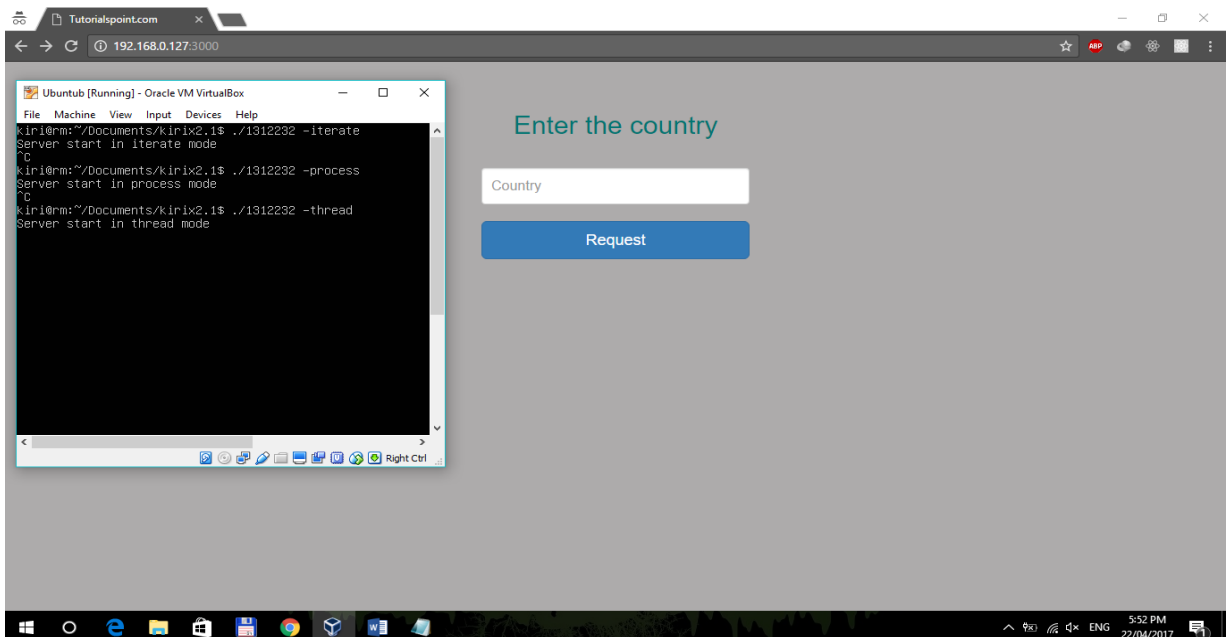 Tutorialspoint.com
192.168.0.127:3000
ABP
Ubuntub [Running] - Oracle VM VirtualBox
File Machine View Input Devices Help
kiri@rm:~/Documents/kirix2.1$ ./1312232 -iterate
Server start in iterate mode
^C
kiri@rm:~/Documents/kirix2.1$ ./1312232 -process
Server start in process mode
^C
kiri@rm:~/Documents/kirix2.1$ ./1312232 -thread
Server start in thread mode
Right Ctrl
Enter the country
Country
Request
ENG
5:52 PM
22/04/2017